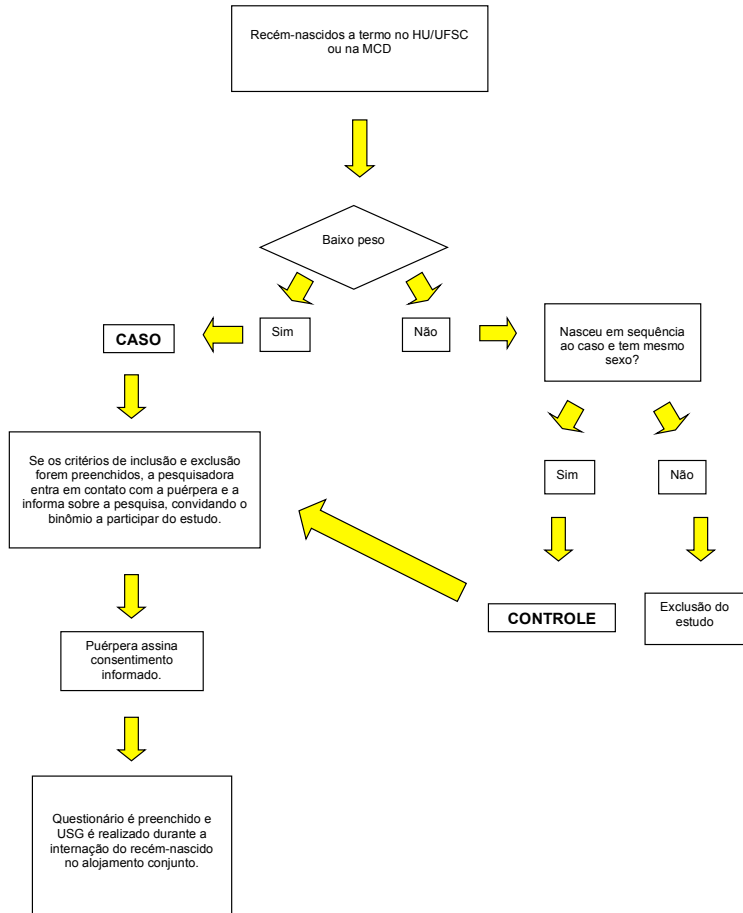 Recém-nascidos a termo no HU/UFSC
ou na MCD
Baixo peso
Sim
Não
CASO
Nasceu em sequência
ao caso e tem mesmo
sexo?
Se os critérios de inclusão e exclusão
forem preenchidos, a pesquisadora
entra em contato com a puérpera e a
informa sobre a pesquisa, convidando o
binômio a participar do estudo.
Sim
Não
CONTROLE
Exclusão do
estudo
Puérpera assina
consentimento
informado.
Questionário é preenchido e
USG é realizado durante a
internação do recém-nascido
no alojamento conjunto.